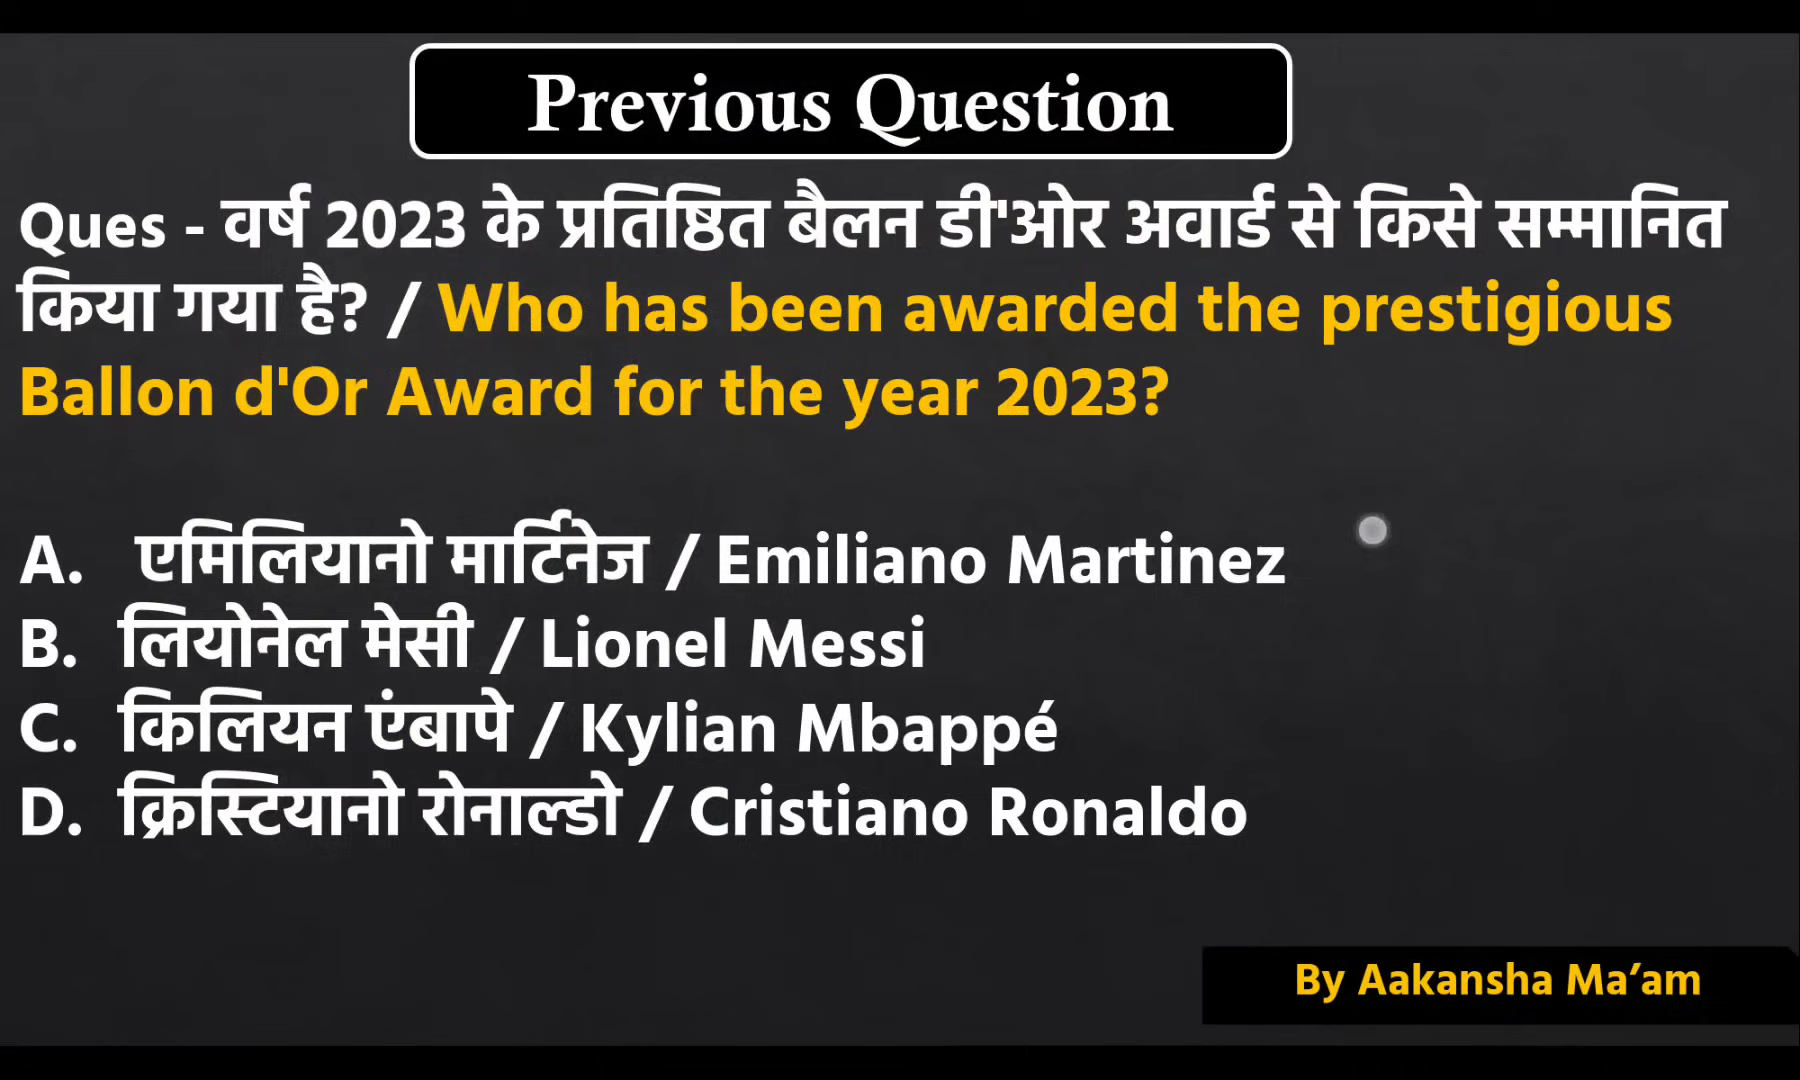 Previous Question
Ques - वर्ष 2023 के प्रतिष्ठित बैलन डी'ओर अवार्ड से किसे सम्मानित
किया गया है? / Who has been awarded the prestigious
Ballon d'Or Award for the year 2023?
A. एमिलियानो मार्टिनेज / Emiliano Martinez
B. लियोनेल मेसी / Lionel Messi
C. किलियन एंबापे / Kylian Mbappé
D. क्रिस्टियानो रोनाल्डो / Cristiano Ronaldo
By Aakansha Ma’am